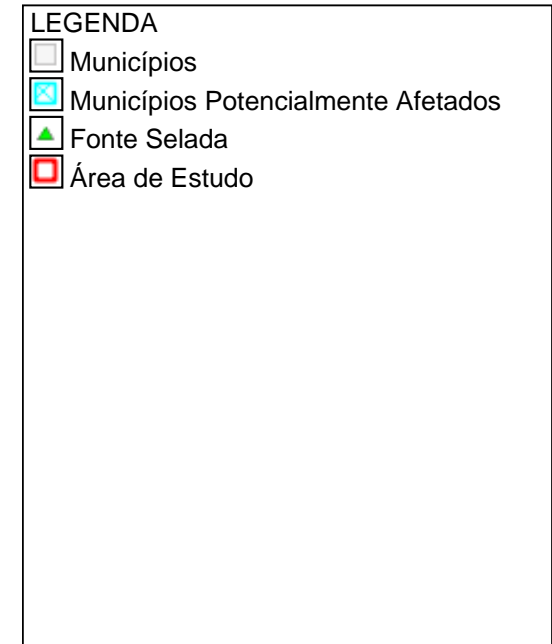 LEGENDA
Municípios
Municípios Potencialmente Afetados
Fonte Selada
Área de Estudo